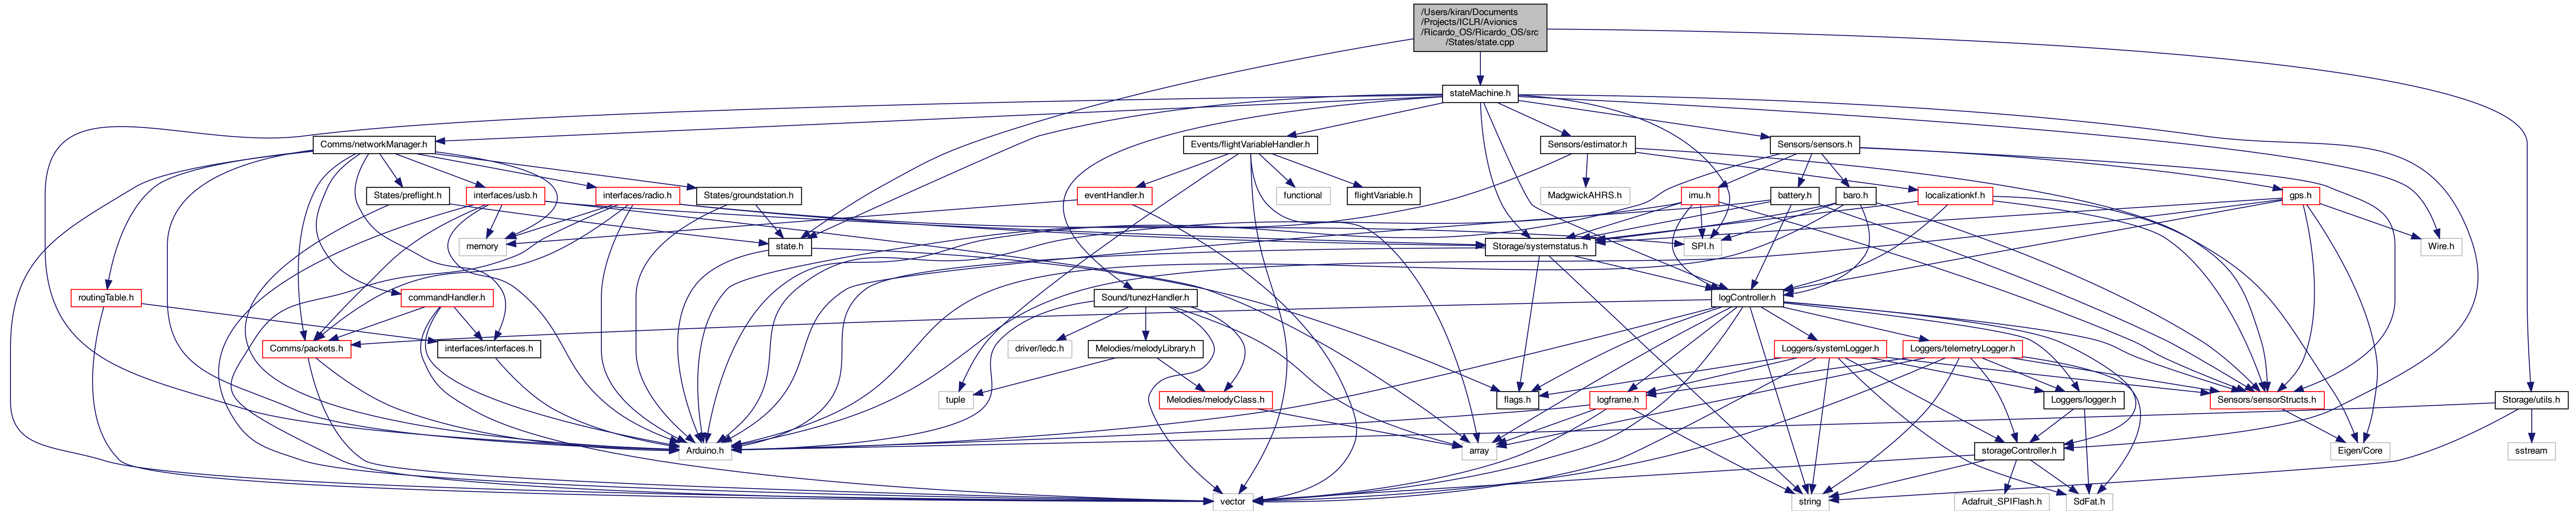 /Users/kiran/Documents
/Projects/ICLR/Avionics
/Ricardo_OS/Ricardo_OS/src
/States/state.cpp
stateMachine.h
Comms/networkManager.h
Events/flightVariableHandler.h
Sensors/estimator.h
Sensors/sensors.h
States/preflight.h
interfaces/usb.h
interfaces/radio.h
States/groundstation.h
eventHandler.h
functional
flightVariable.h
MadgwickAHRS.h
imu.h
battery.h
baro.h
localizationkf.h
gps.h
memory
state.h
Storage/systemstatus.h
SPI.h
Wire.h
routingTable.h
commandHandler.h
Sound/tunezHandler.h
logController.h
Comms/packets.h
interfaces/interfaces.h
driver/ledc.h
Melodies/melodyLibrary.h
Loggers/systemLogger.h
Loggers/telemetryLogger.h
tuple
Melodies/melodyClass.h
flags.h
logframe.h
Loggers/logger.h
Sensors/sensorStructs.h
Storage/utils.h
Arduino.h
array
storageController.h
Eigen/Core
sstream
vector
string
Adafruit_SPIFlash.h
SdFat.h